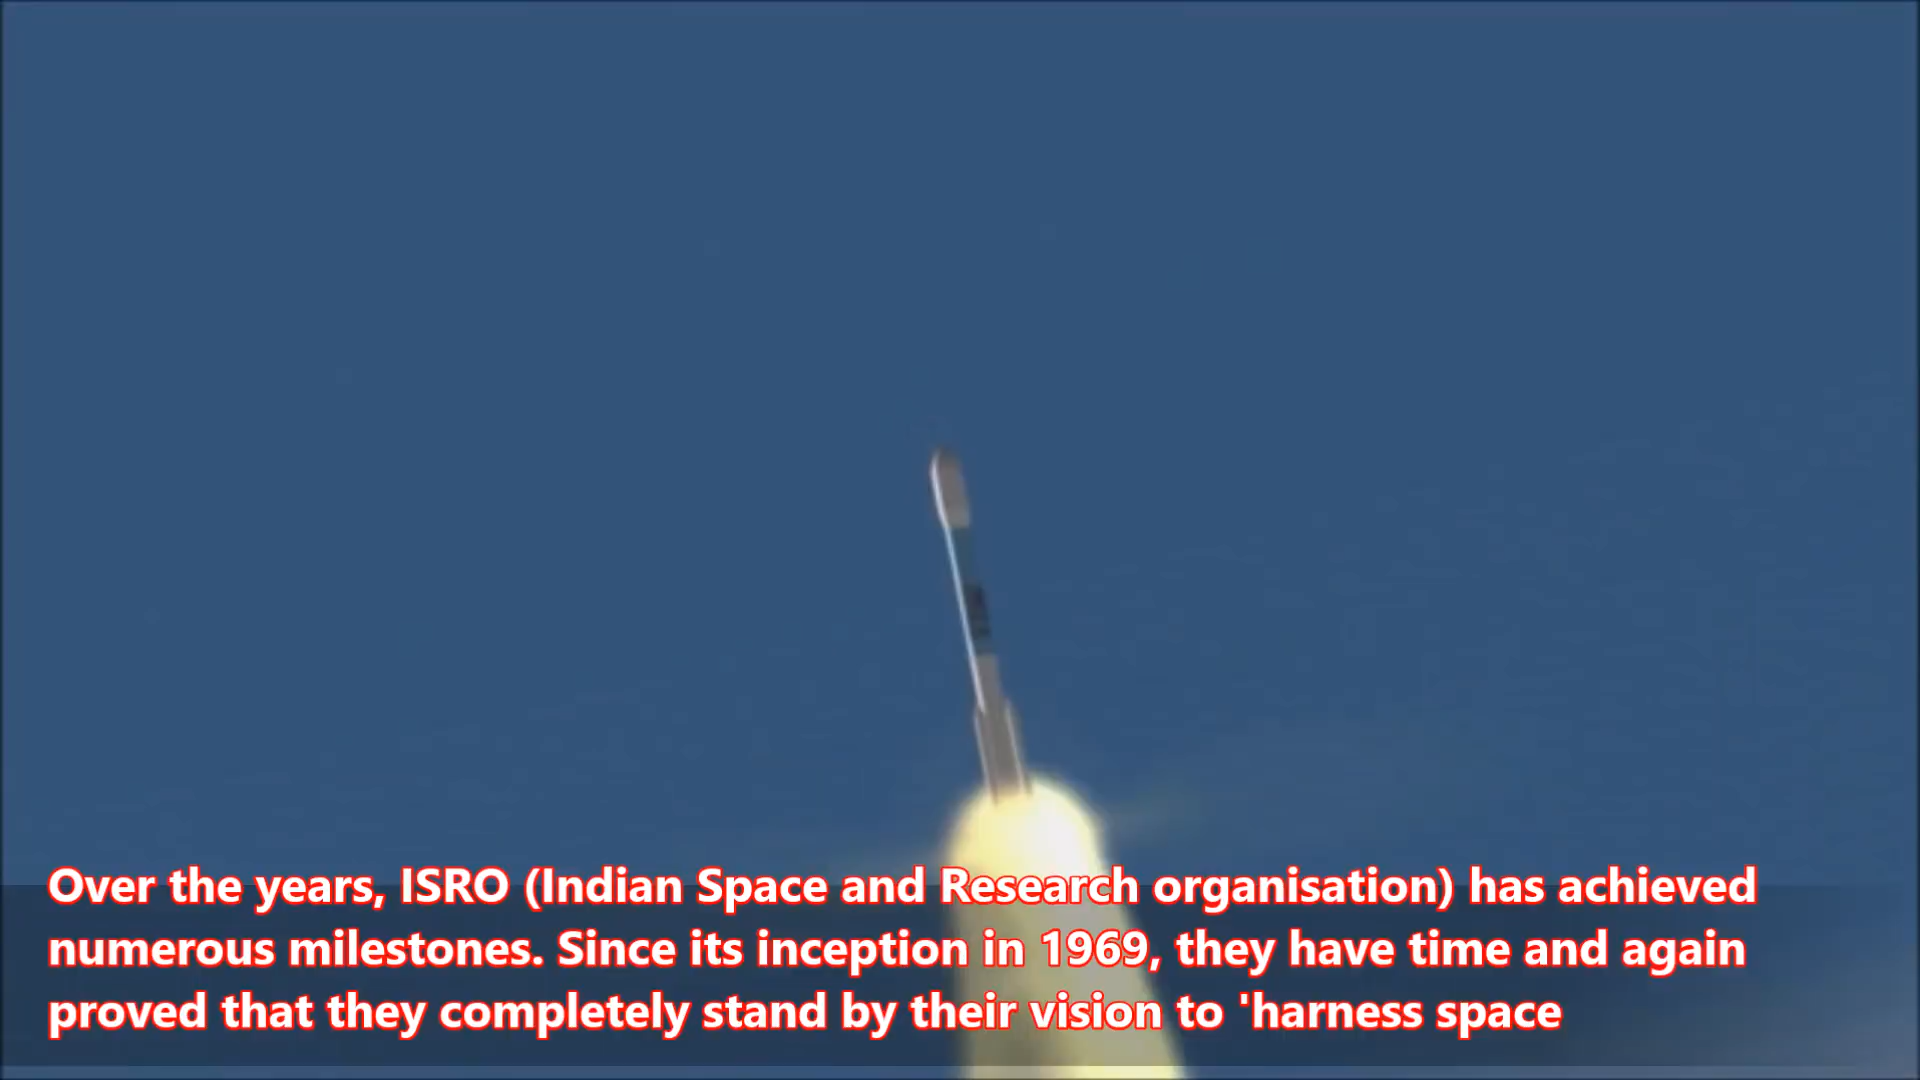 Over the years, ISRO (Indian Space and Research organisation) has achieved
numerous milestones. Since its inception in 1969, they have time and again
proved that they completely stand by their vision to 'harness space